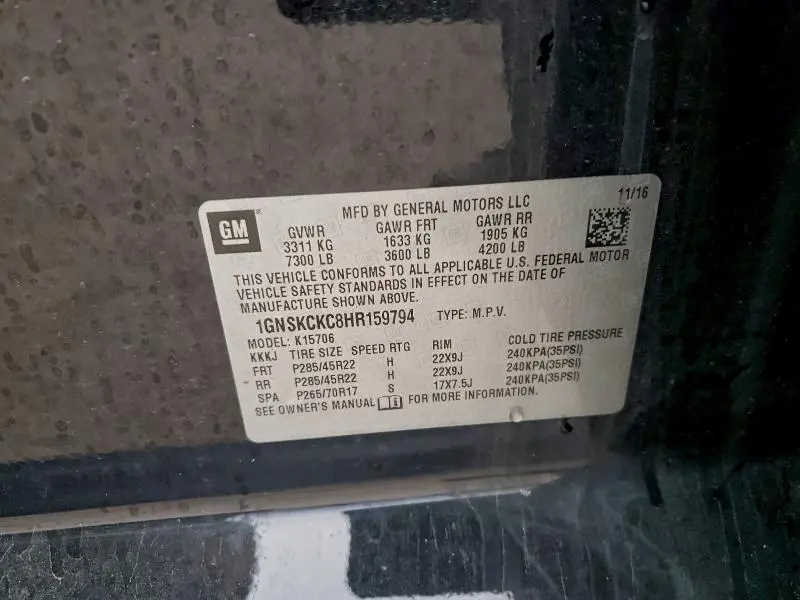 GM
MFD BY GENERAL MOTORS LLC
11/16
GVWR GAWR FRT GAWR RR
3311 KG 1633 KG 1905 KG
7300 LB 3600 LB 4200 LB
THIS VEHICLE CONFORMS TO ALL APPLICABLE U.S. FEDERAL MOTOR
VEHICLE SAFETY STANDARDS IN EFFECT ON THE DATE OF
MANUFACTURE SHOWN ABOVE.
1GNSKCKC8HR159794 TYPE: M.P.V.
MODEL: K15706
KKKJ TIRE SIZE SPEED RTG RIM COLD TIRE PRESSURE
FRT P285/45R22 H 22X9J 240KPA(35PSI)
RR P285/45R22 H 22X9J 240KPA(35PSI)
SPA P265/70R17 S 17X7.5J 240KPA(35PSI)
SEE OWNER'S MANUAL FOR MORE INFORMATION.